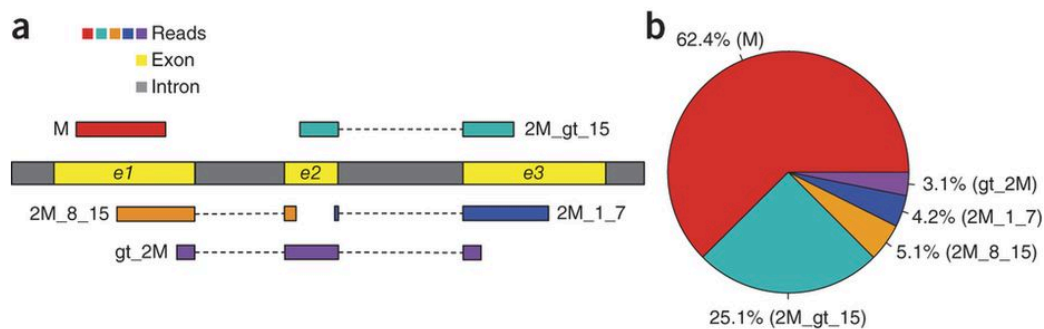 a
Reads
Exon
Intron
M
2M_gt_15
e1
e2
e3
2M_8_15
2M_1_7
gt_2M
b
62.4% (M)
3.1% (gt_2M)
4.2% (2M_1_7)
5.1% (2M_8_15)
25.1% (2M_gt_15)